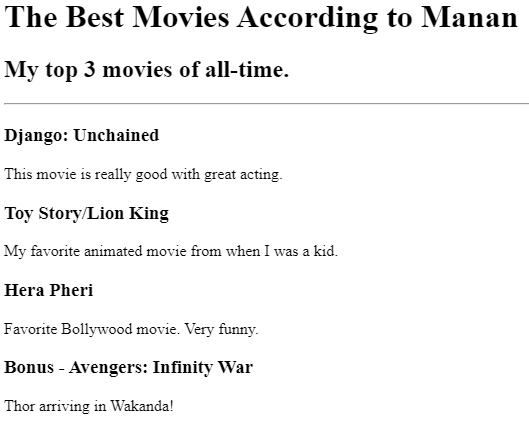 The Best Movies According to Manan
My top 3 movies of all-time.
Django: Unchained
This movie is really good with great acting.
Toy Story/Lion King
My favorite animated movie from when I was a kid.
Hera Pheri
Favorite Bollywood movie. Very funny.
Bonus - Avengers: Infinity War
Thor arriving in Wakanda!